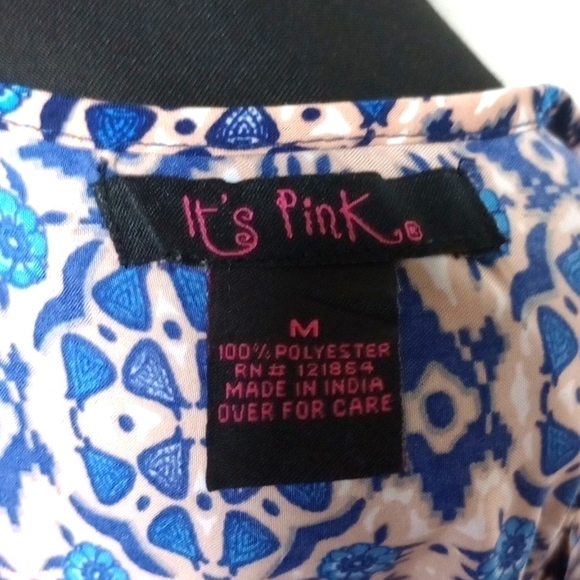 It's Pink®
M
100% POLYESTER
RN# 121864
MADE IN INDIA
OVER FOR CARE